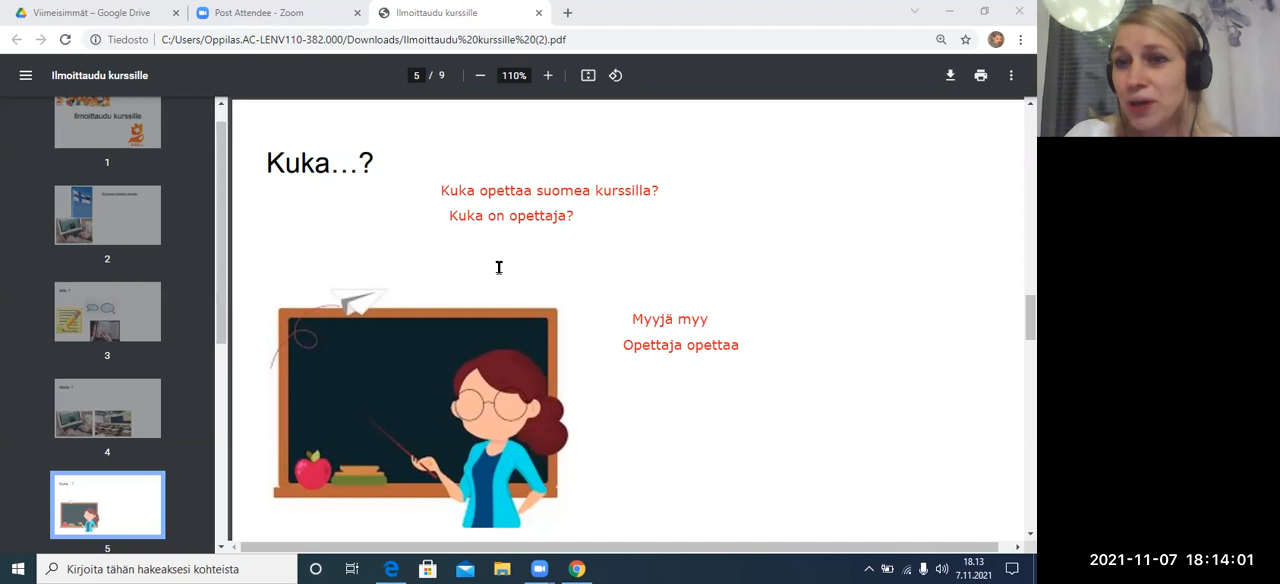 Viimeisimmät – Google Drive
Post Attendee - Zoom
Ilmoittaudu kurssille
Tiedosto
C:/Users/Oppilas.AC-LENV110-382.000/Downloads/Ilmoittaudu%20kurssille%20(2).pdf
Ilmoittaudu kurssille
5 / 9
110%
Ilmoittaudu kurssille
1
2
3
4
5
Kuka…?
Kuka opettaa suomea kurssilla?
Kuka on opettaja?
Myyjä myy
Opettaja opettaa
Kirjoita tähän hakeaksesi kohteista
18.13
7.11.2021
2021-11-07 18:14:01